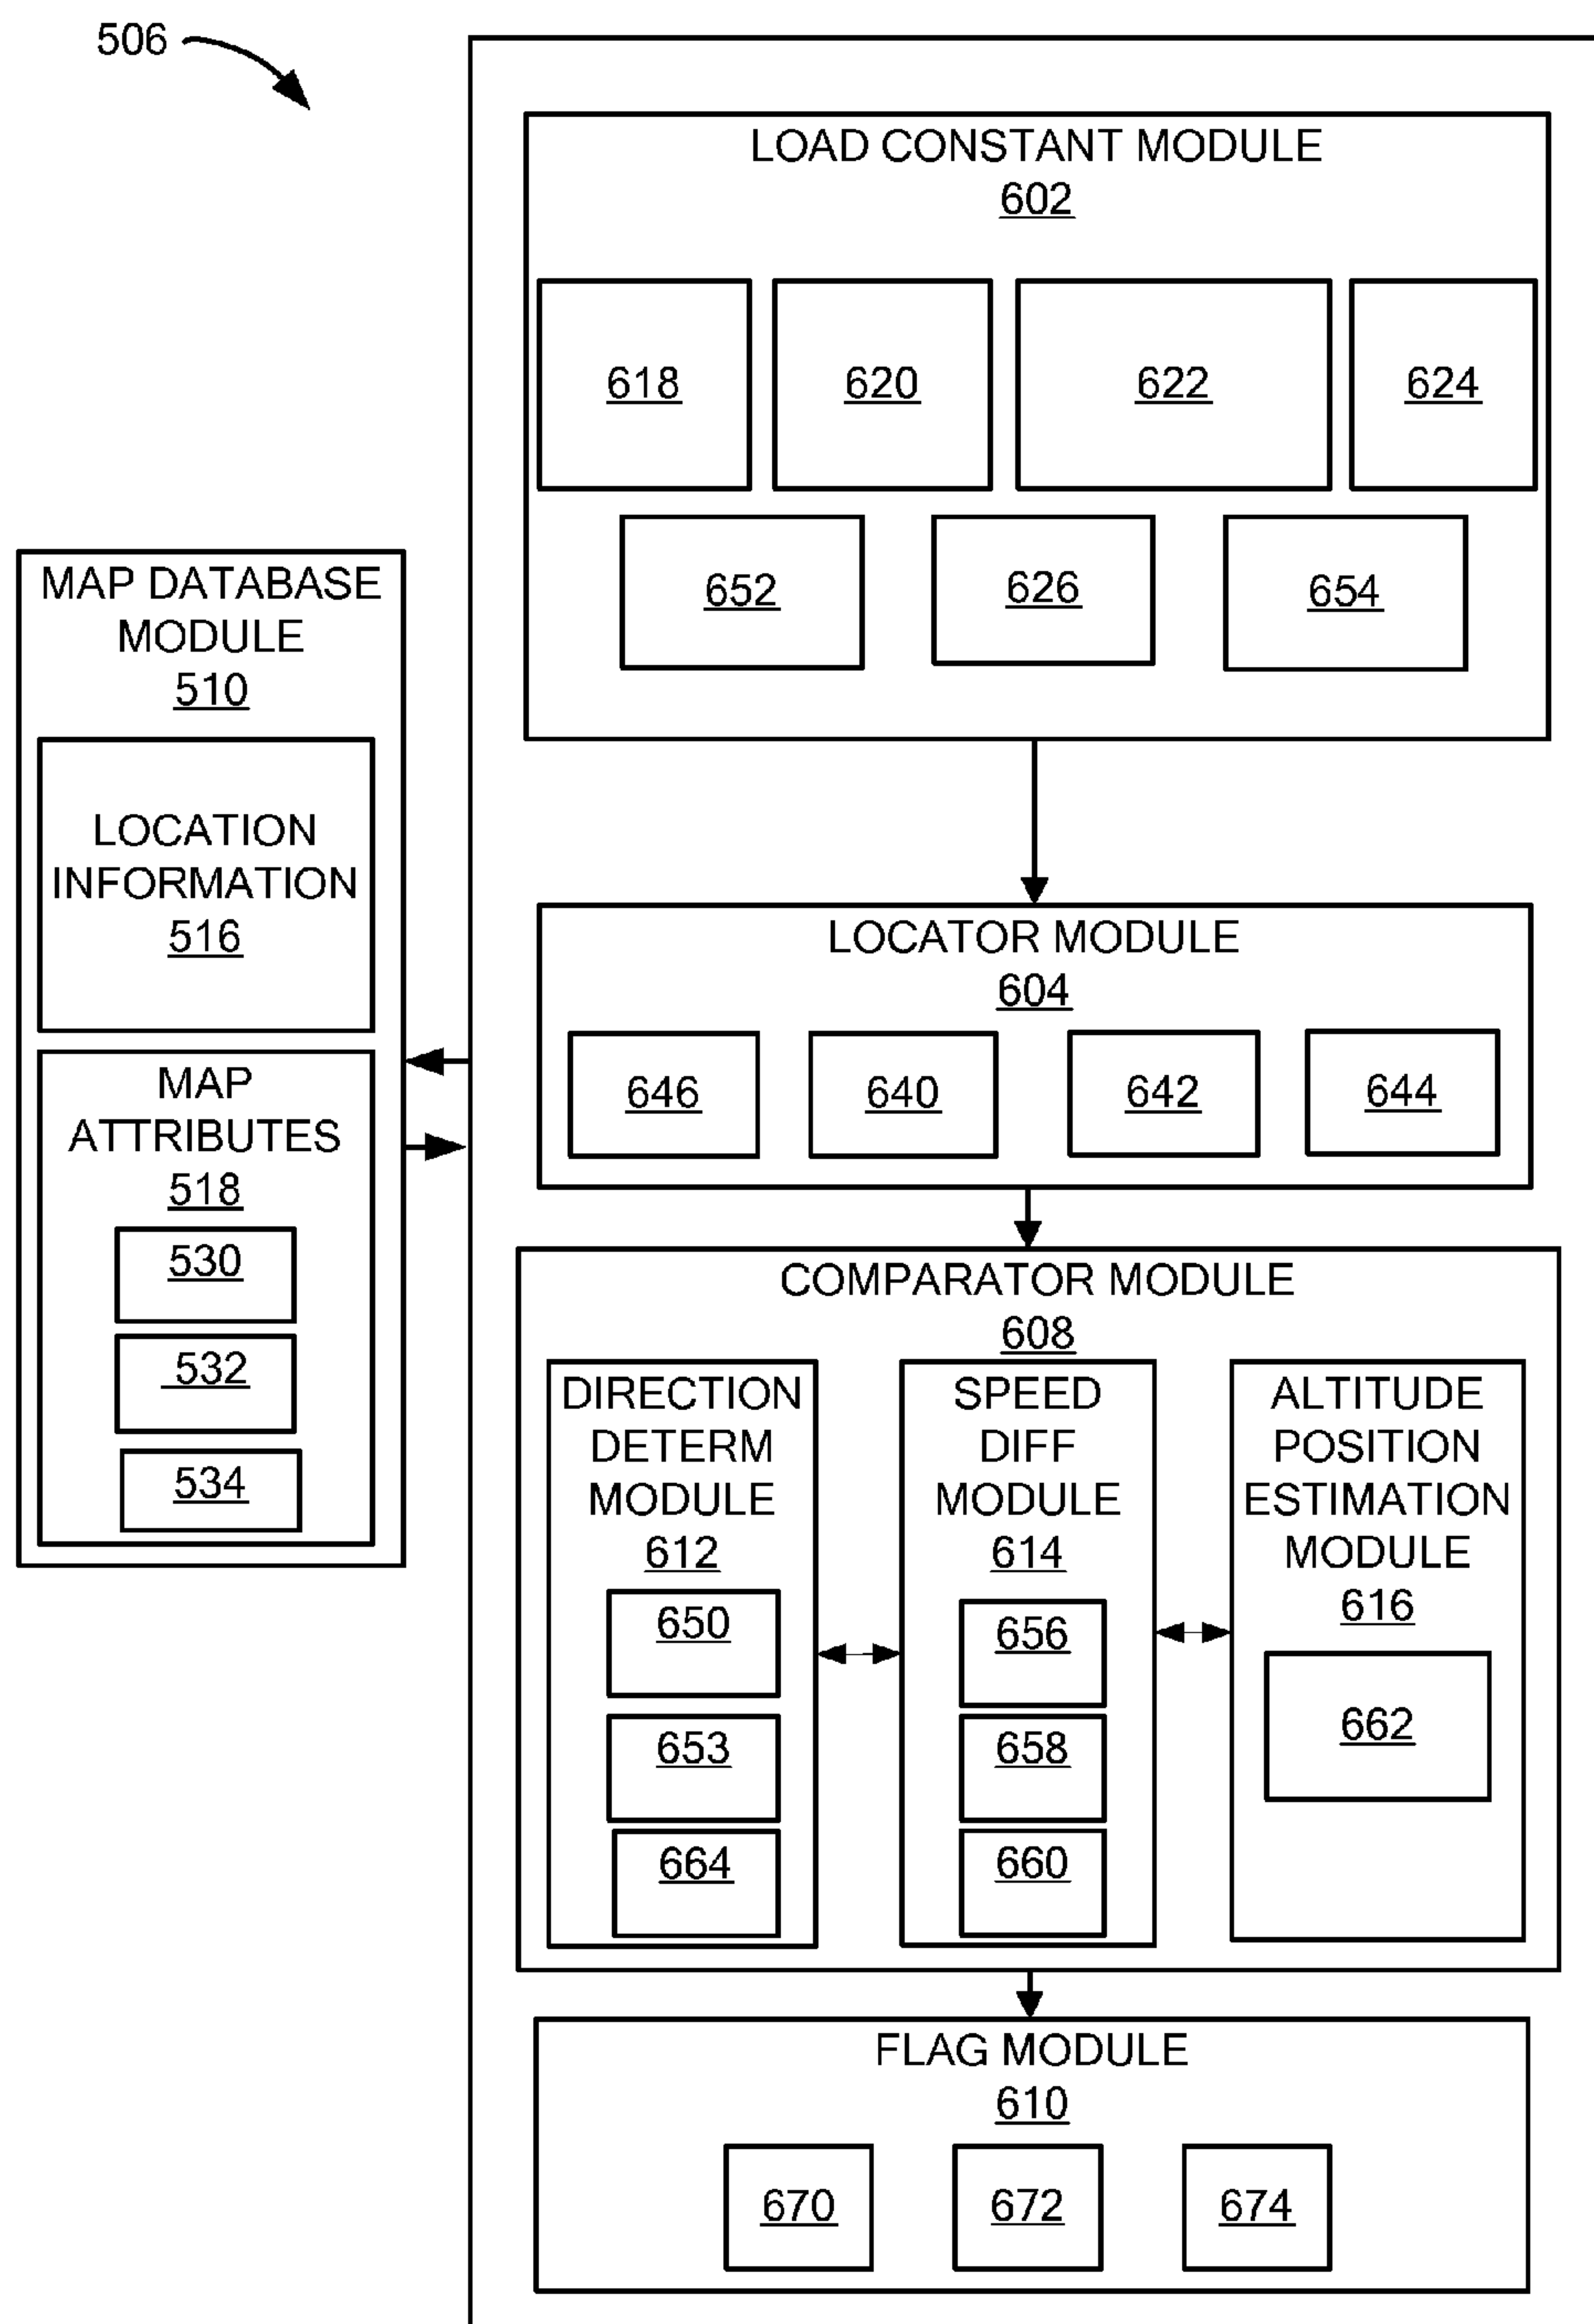 506
LOAD CONSTANT MODULE
602
618
620
622
624
652
626
654
MAP DATABASE
MODULE
510
LOCATION
INFORMATION
516
MAP
ATTRIBUTES
518
530
532
534
LOCATOR MODULE
604
646
640
642
644
COMPARATOR MODULE
608
DIRECTION
DETERM
MODULE
612
650
653
664
SPEED
DIFF
MODULE
614
656
658
660
ALTITUDE
POSITION
ESTIMATION
MODULE
616
662
FLAG MODULE
610
670
672
674